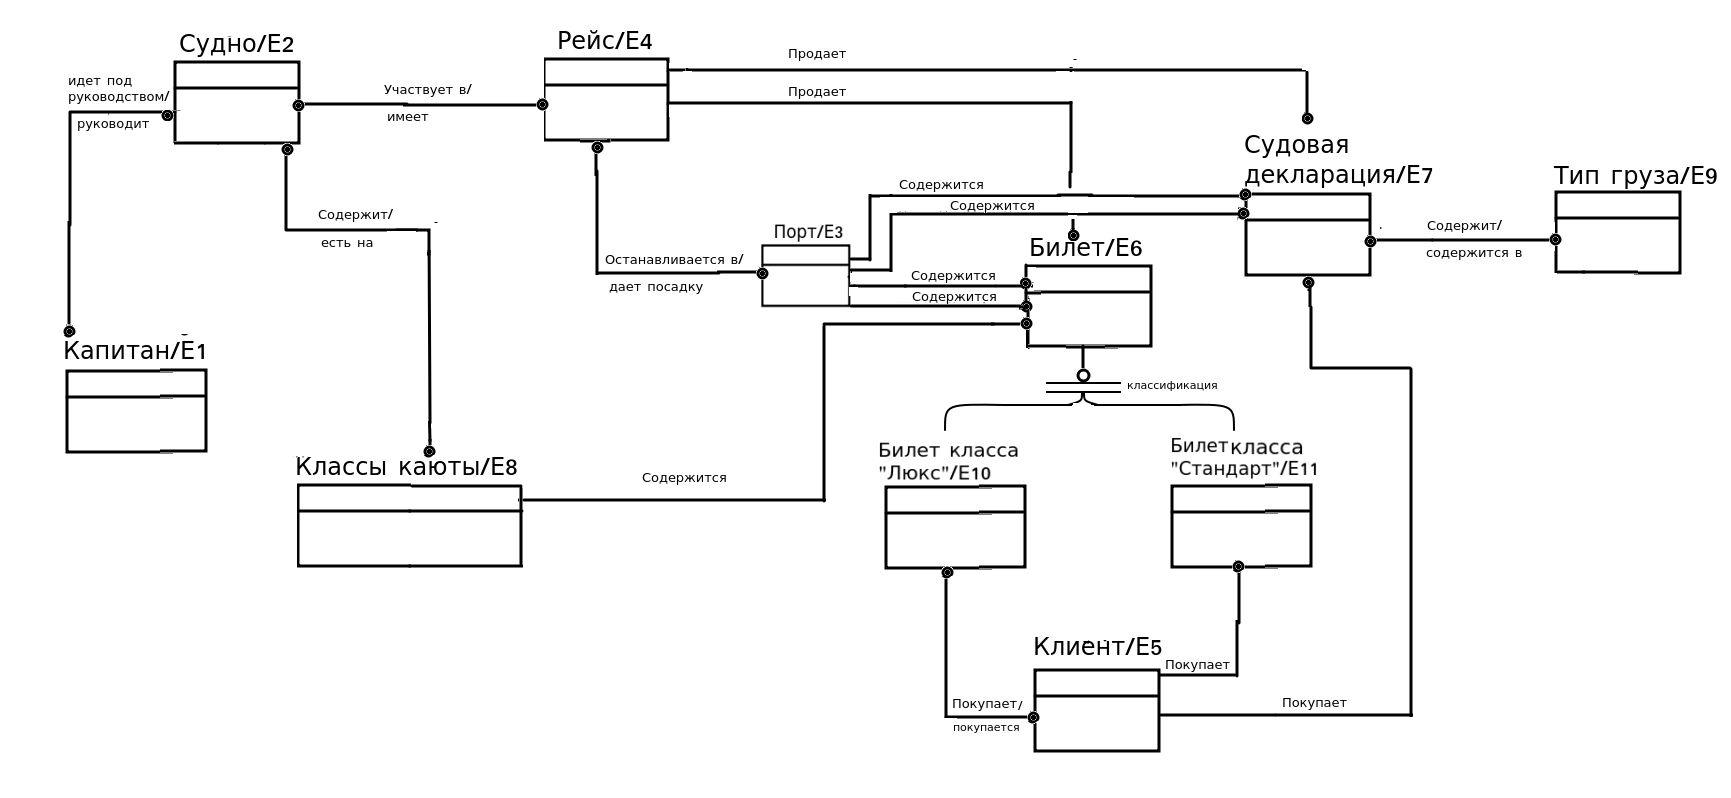 Судно/E2
Рейс/E4
Продает
идет под
руководством/
руководит
Участвует в/
имеет
Продает
Судовая
декларация/E7
Тип груза/E9
Содержится
Содержится
Содержит/
есть на
Порт/E3
Билет/E6
Содержит/
содержится в
Останавливается в/
дает посадку
Содержится
Содержится
Капитан/E1
классификация
Билет класса
"Люкс"/E10
Билет класса
"Стандарт"/E11
Классы каюты/E8
Содержится
Клиент/E5
Покупает
Покупает/
покупается
Покупает